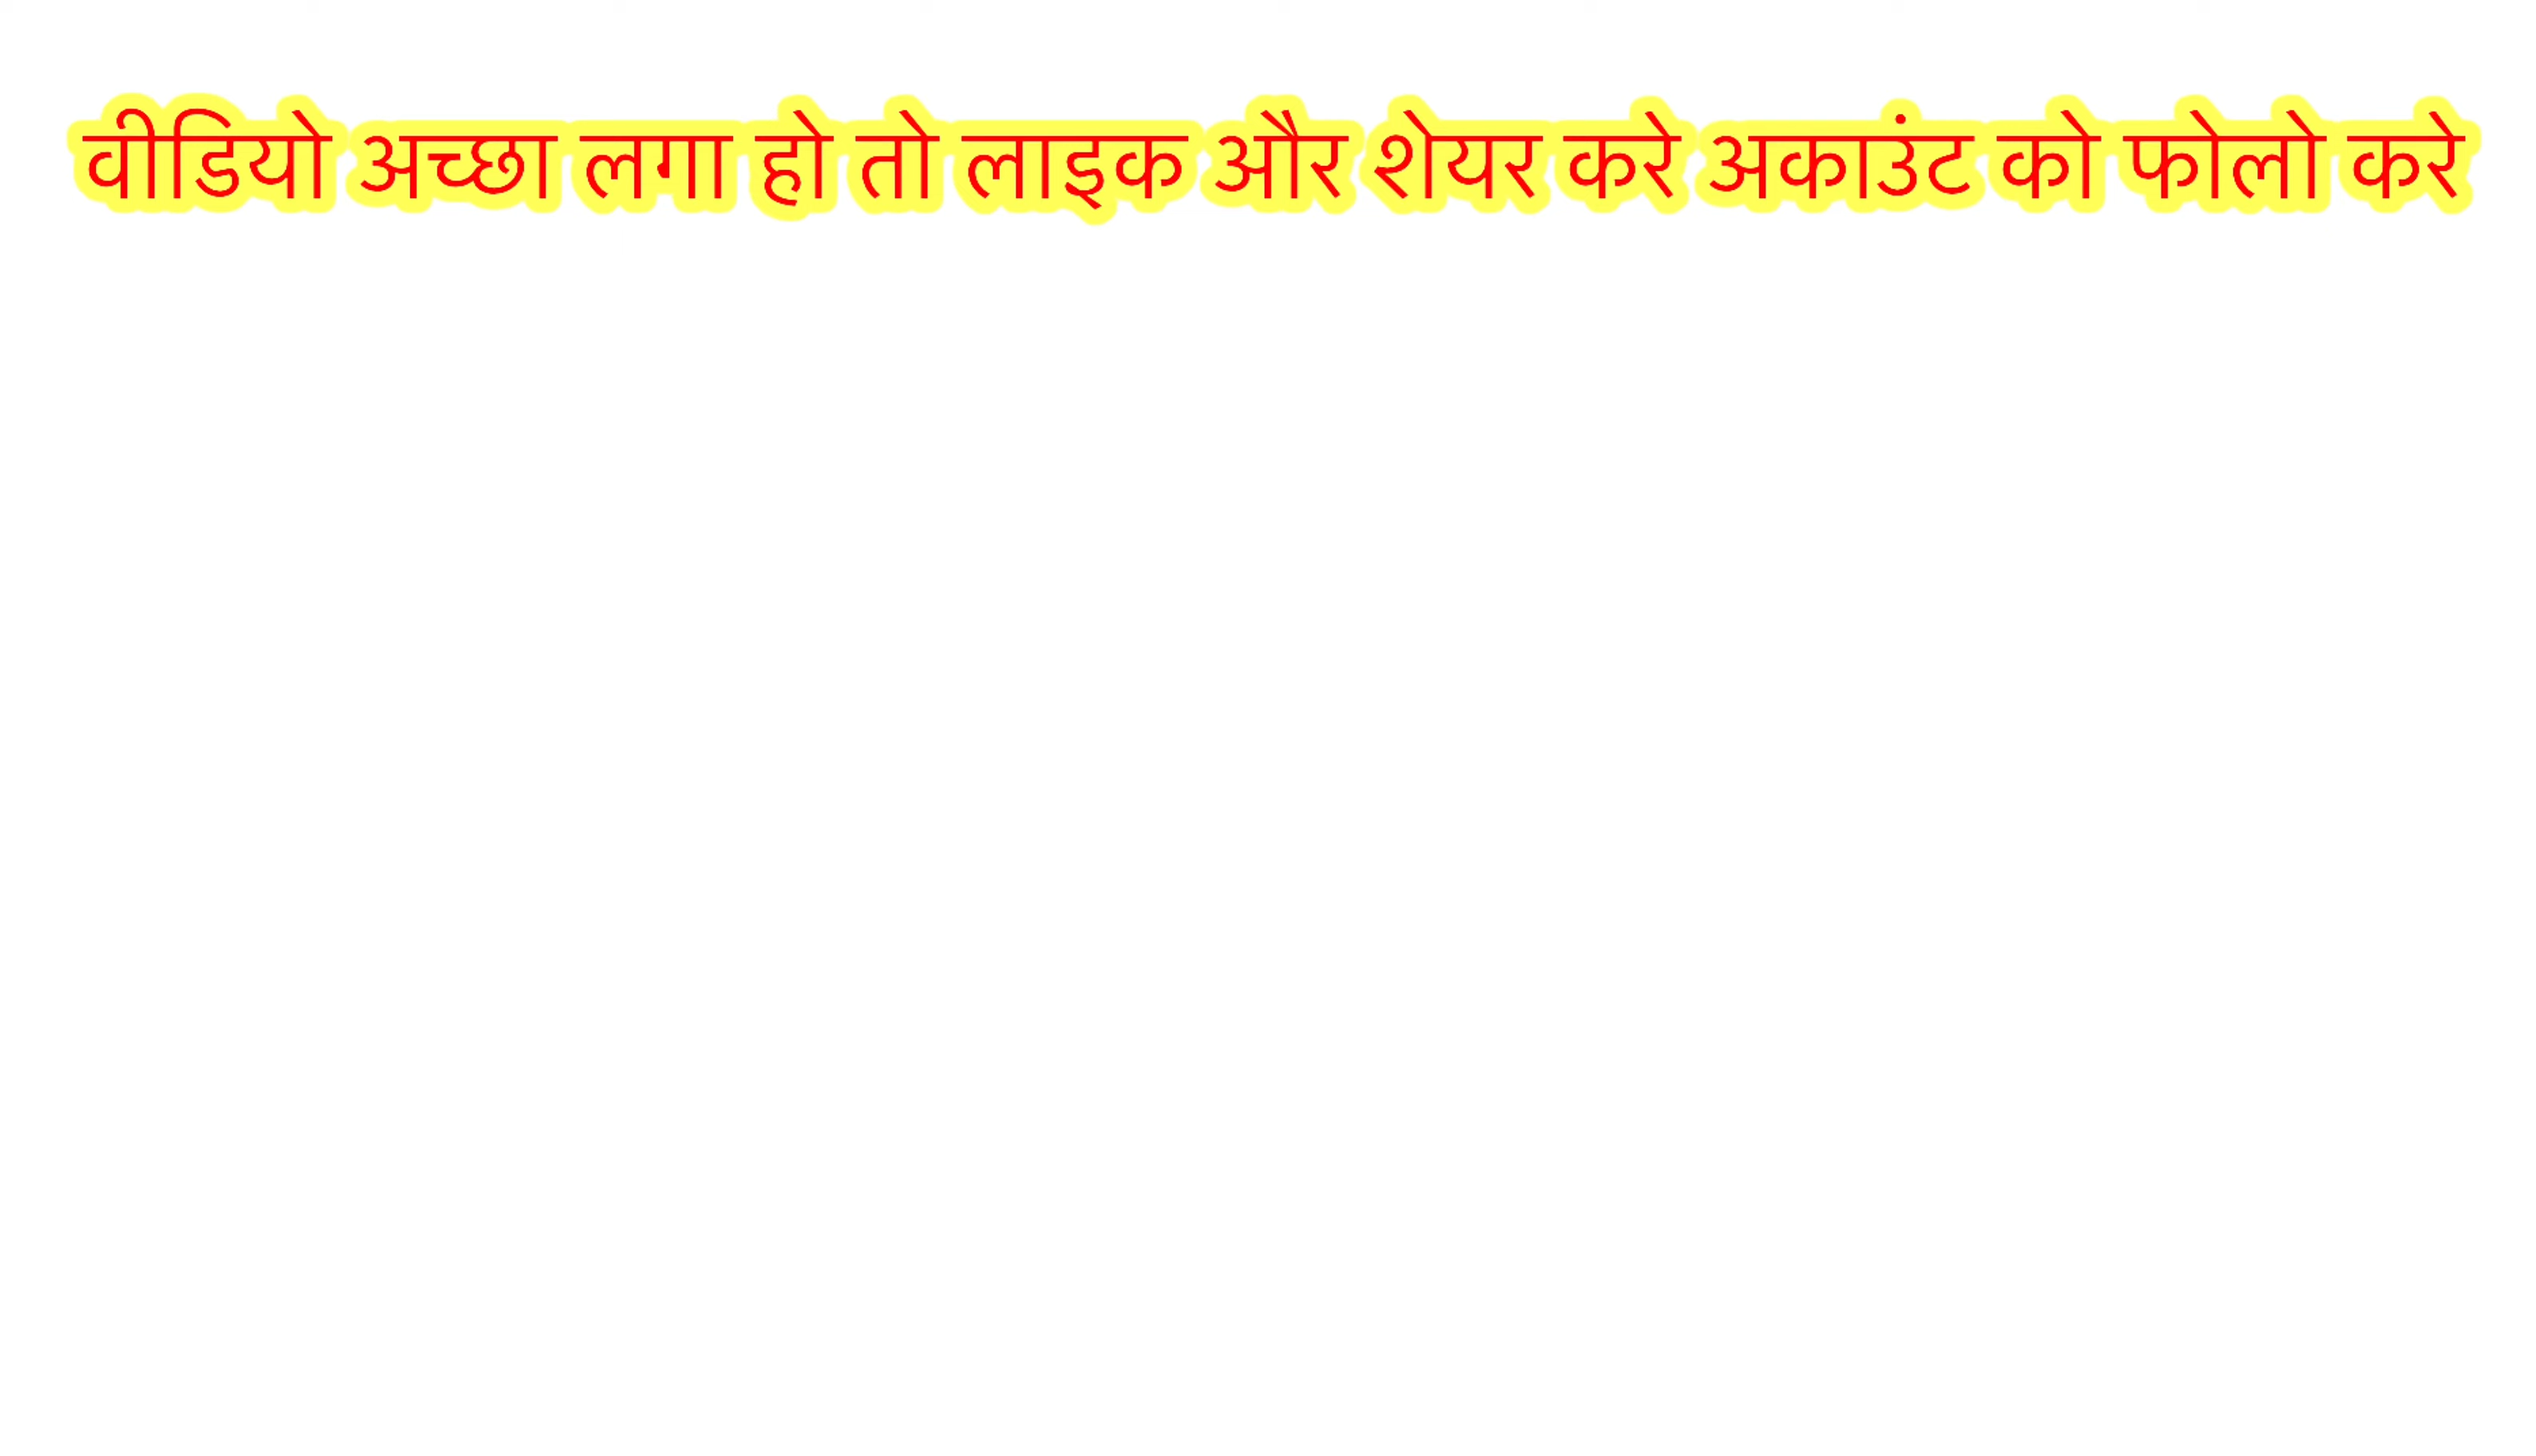 वीडियो अच्छा लगा हो तो लाइक और शेयर करे अकाउंट को फोलो करे